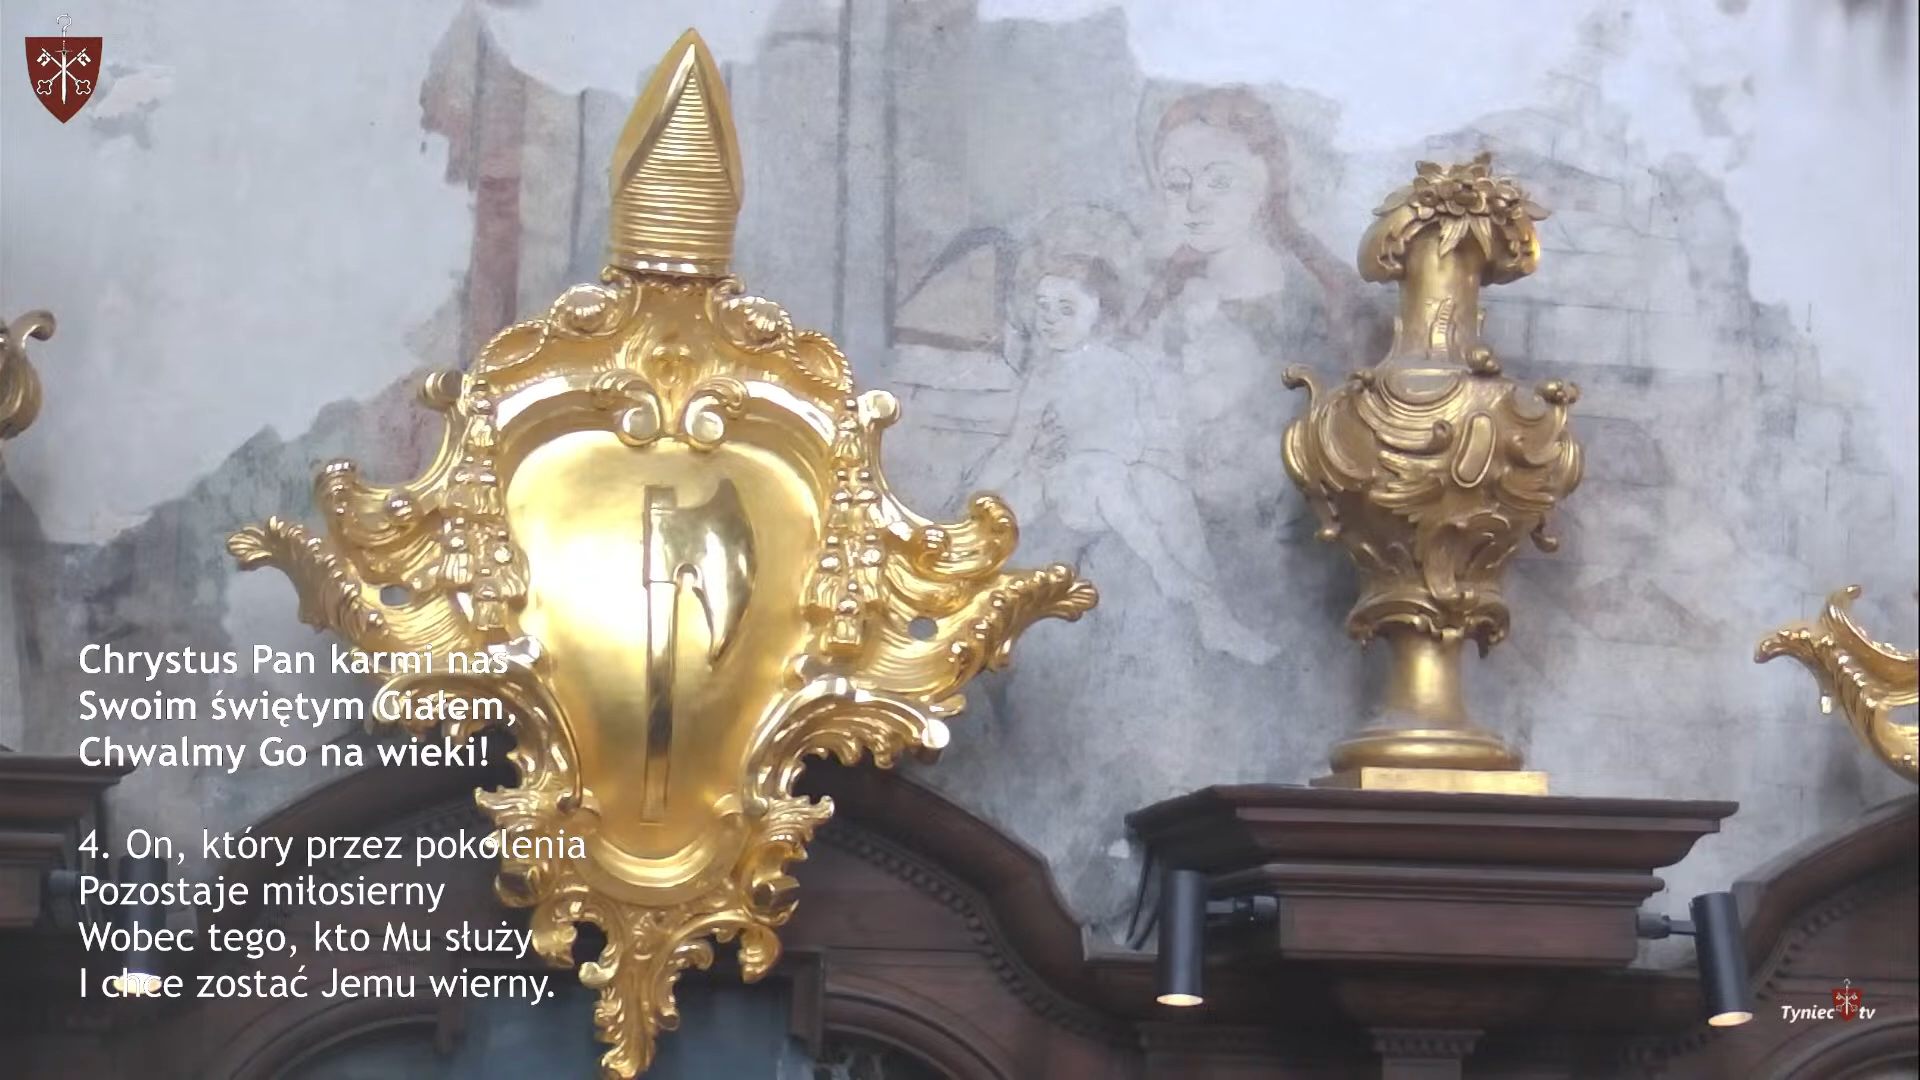 Chrystus Pan karmi nas
Swoim świętym Ciałem,
Chwalmy Go na wieki!
4. On, który przez pokolenia
Pozostaje miłosierny
Wobec tego, kto Mu służy
I chce zostać Jemu wierny.
Tyniec tv